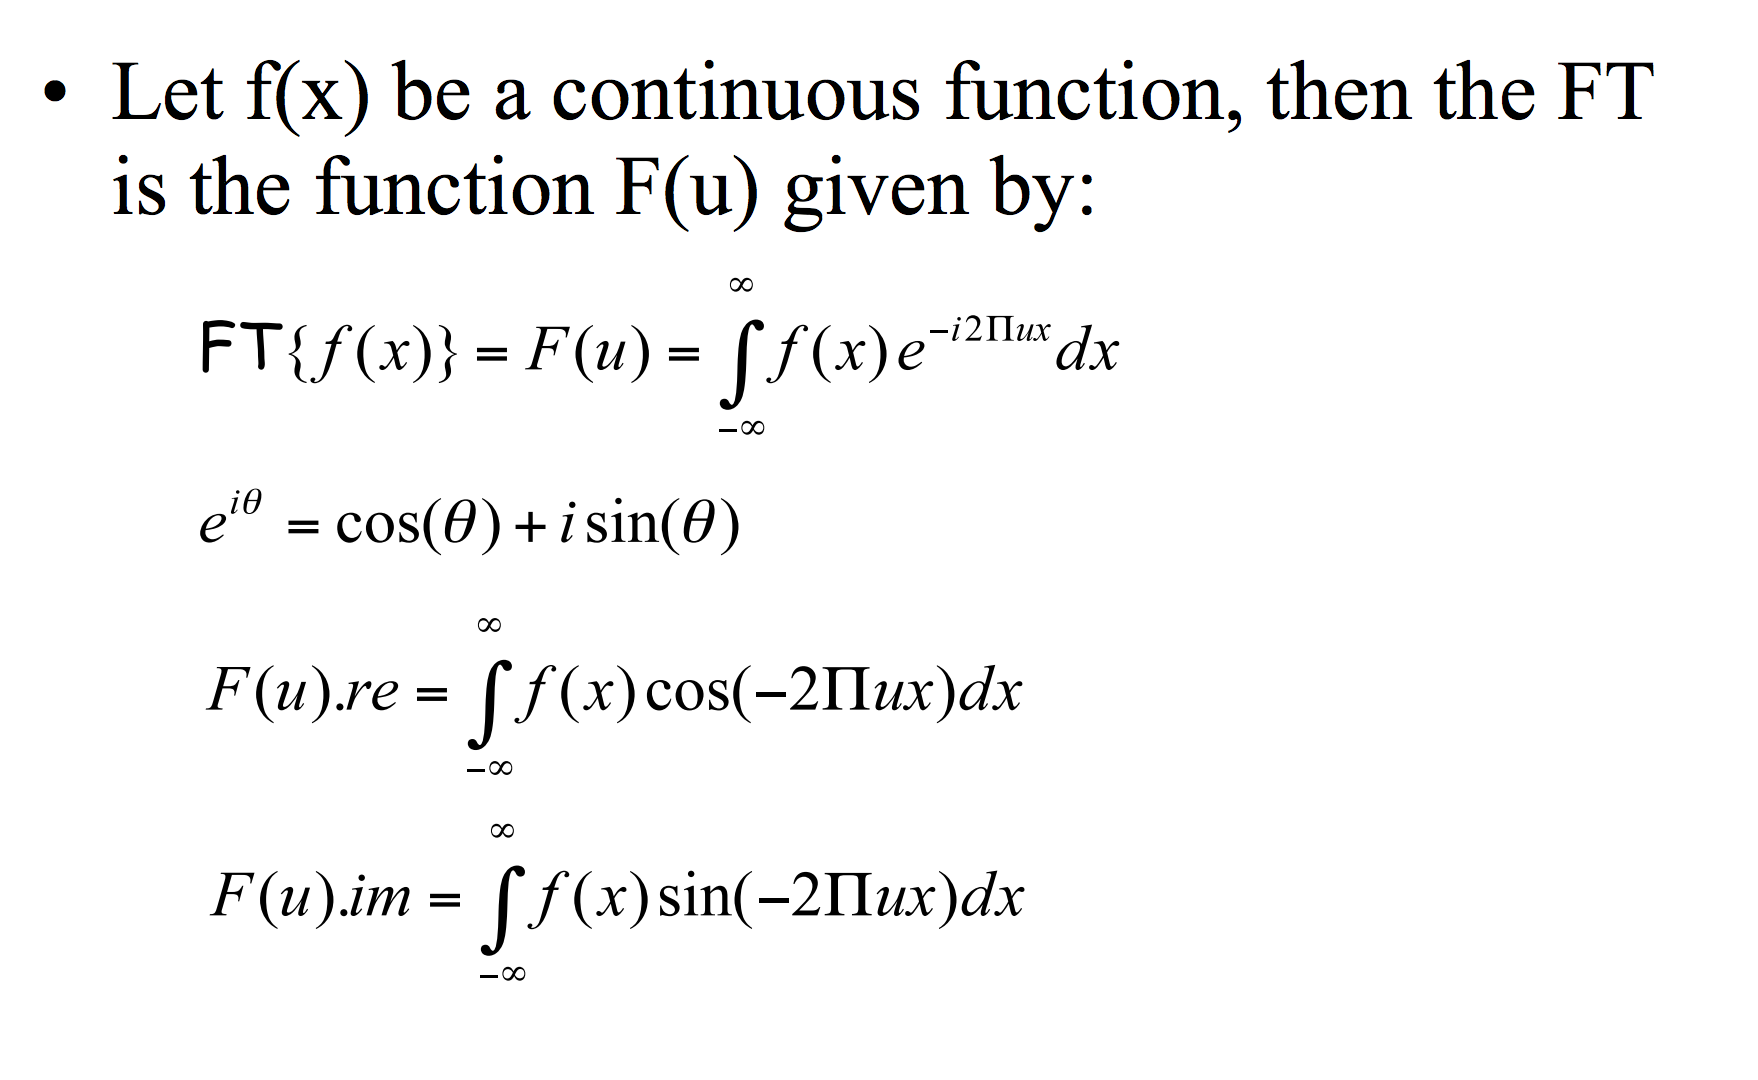 • Let f(x) be a continuous function, then the FT
is the function F(u) given by:
FT{f(x)} = F(u) = ∫_{-∞}^{∞} f(x) e^{-i2Πux} dx
e^{iθ} = cos(θ) + i sin(θ)
F(u).re = ∫_{-∞}^{∞} f(x) cos(-2Πux)dx
F(u).im = ∫_{-∞}^{∞} f(x) sin(-2Πux)dx